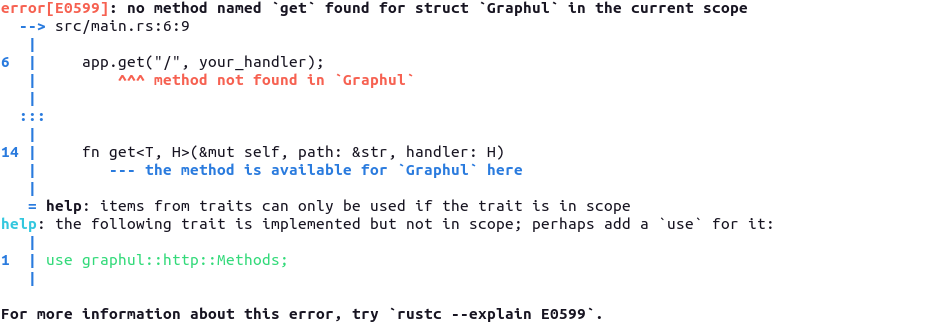 error[E0599]: no method named `get` found for struct `Graphul` in the current scope
  --> src/main.rs:6:9
   |
6  |     app.get("/", your_handler);
   |         ^^^ method not found in `Graphul`
   |
  :::
   |
14 |     fn get<T, H>(&mut self, path: &str, handler: H)
   |        --- the method is available for `Graphul` here
   |
   = help: items from traits can only be used if the trait is in scope
help: the following trait is implemented but not in scope; perhaps add a `use` for it:
   |
1  | use graphul::http::Methods;
   |
For more information about this error, try `rustc --explain E0599`.